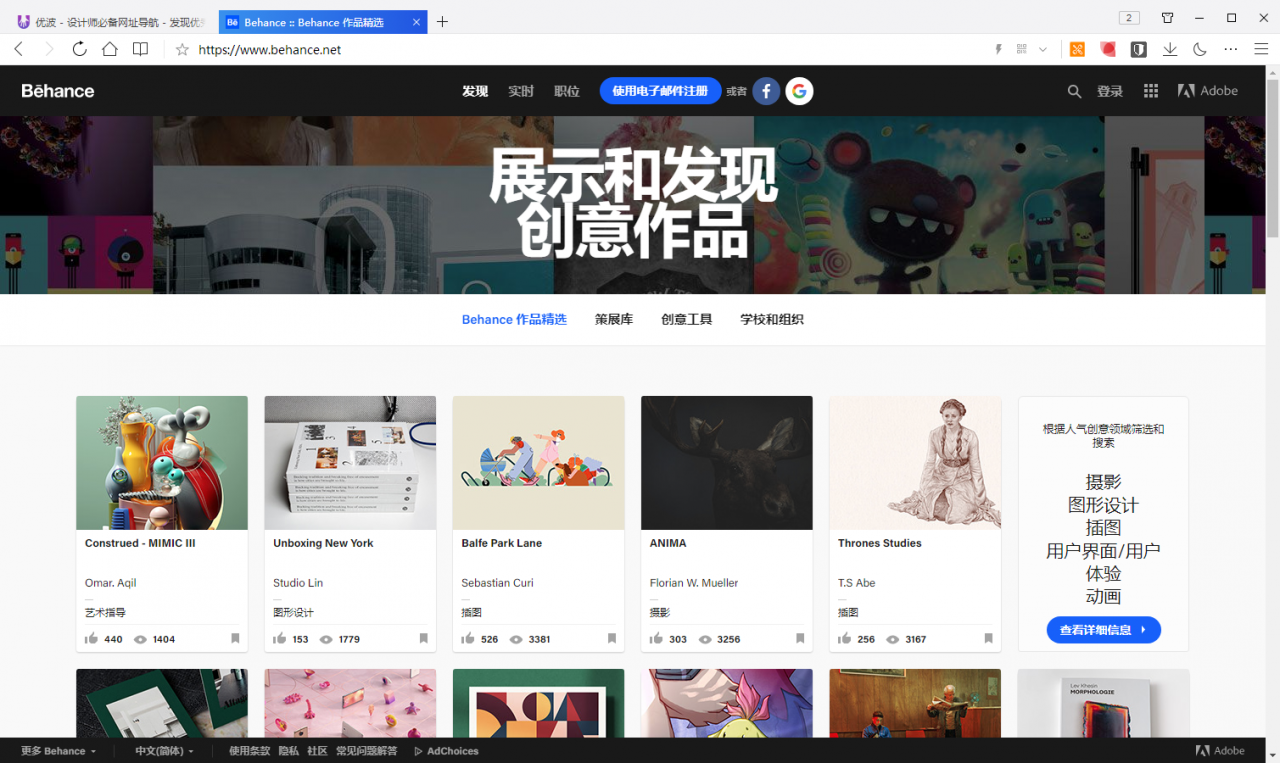 优波 - 设计师必备网址导航 - 发现优
Behance :: Behance 作品精选
2
https://www.behance.net
Bēhance
发现 实时 职位 使用电子邮件注册 或者
登录 Adobe
展示和发现
创意作品
Behance 作品精选 策展库 创意工具 学校和组织
Construed - MIMIC III
Omar. Aqil
艺术指导
440 1404
Unboxing New York
Studio Lin
图形设计
153 1779
Balfe Park Lane
Sebastian Curi
插图
526 3381
ANIMA
Florian W. Mueller
摄影
303 3256
Thrones Studies
T.S Abe
插图
256 3167
根据人气创意领域筛选和
搜索
摄影
图形设计
插图
用户界面/用户
体验
动画
查看详细信息
Lev Khesin
MORPHOLOGIE
更多 Behance 中文(简体) 使用条款 隐私 社区 常见问题解答 AdChoices Adobe